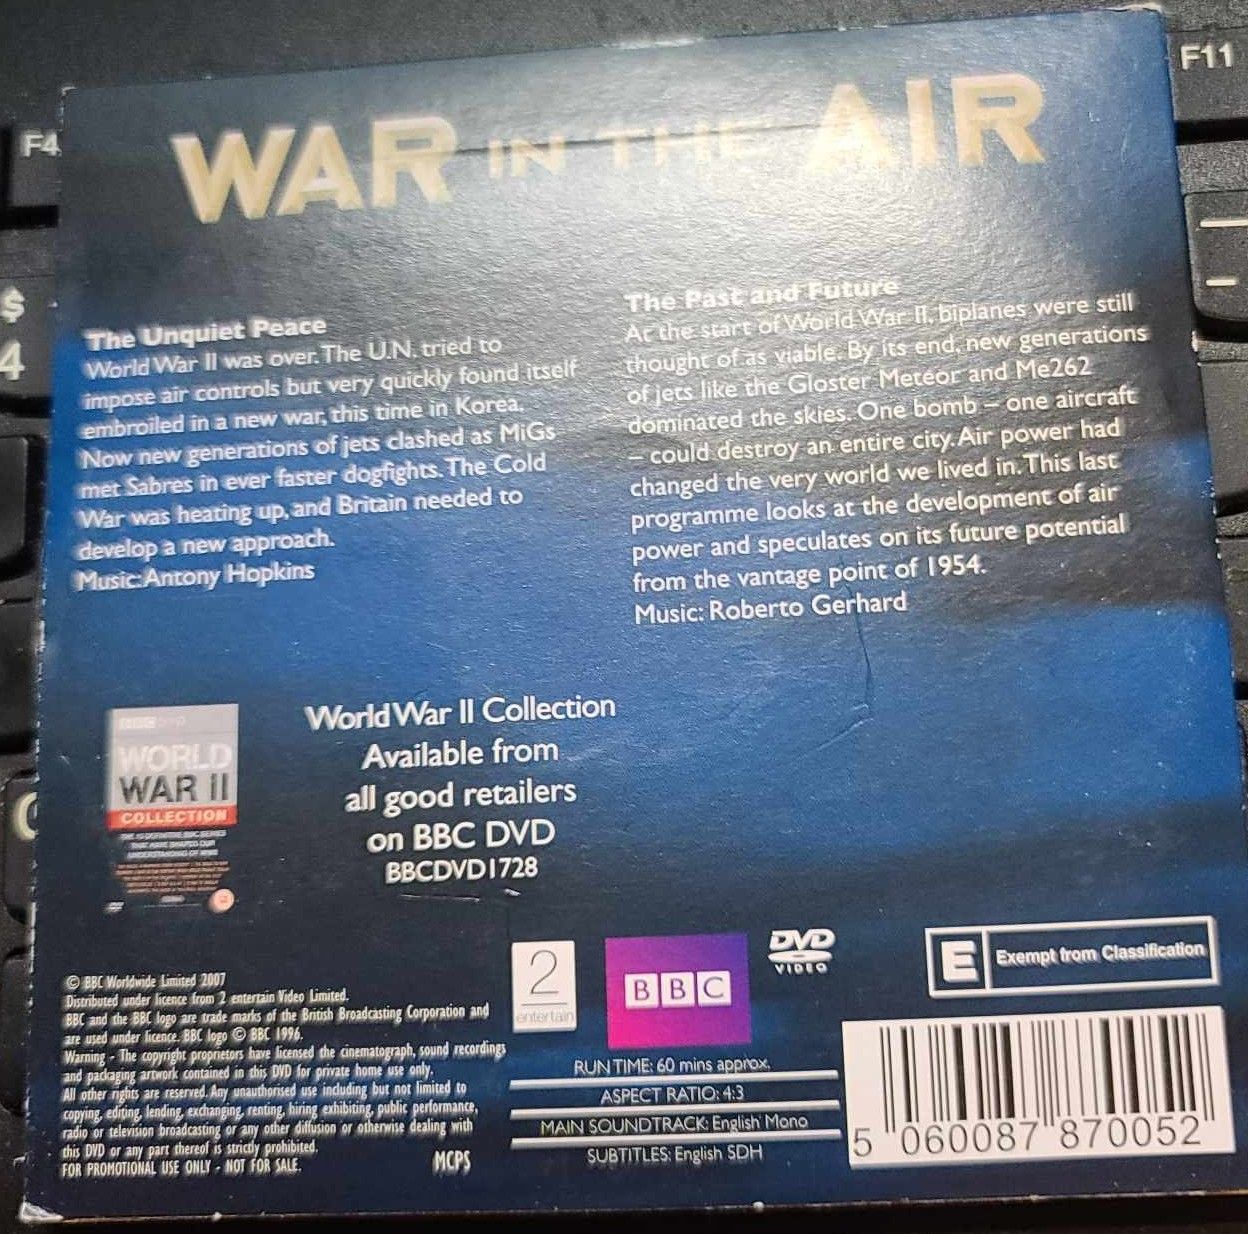 F4
F11
$
4
WAR IN THE AIR
The Unquiet Peace
World War II was over. The U.N. tried to
impose air controls but very quickly found itself
embroiled in a new war, this time in Korea.
Now new generations of jets clashed as MiGs
met Sabres in ever faster dogfights. The Cold
War was heating up, and Britain needed to
develop a new approach.
Music: Antony Hopkins
The Past and Future
At the start of World War II, biplanes were still
thought of as viable. By its end, new generations
of jets like the Gloster Meteor and Me262
dominated the skies. One bomb – one aircraft
– could destroy an entire city. Air power had
changed the very world we lived in. This last
programme looks at the development of air
power and speculates on its future potential
from the vantage point of 1954.
Music: Roberto Gerhard
BBC
WORLD
WAR II
COLLECTION
World War II Collection
Available from
all good retailers
on BBC DVD
BBCDVD1728
© BBC Worldwide Limited 2007
Distributed under licence from 2 entertain Video Limited.
BBC and the BBC logo are trade marks of the British Broadcasting Corporation and
are used under licence. BBC logo © BBC 1996.
Warning - The copyright proprietors have licensed the cinematograph, sound recordings
and packaging artwork contained in this DVD for private home use only.
All other rights are reserved. Any unauthorised use including but not limited to
copying, editing, lending, exchanging, renting, hiring exhibiting, public performance,
radio or television broadcasting or any other diffusion or otherwise dealing with
this DVD or any part thereof is strictly prohibited.
FOR PROMOTIONAL USE ONLY - NOT FOR SALE.
MCPS
2
entertain
BBC
DVD
VIDEO
E Exempt from Classification
RUN TIME: 60 mins approx.
ASPECT RATIO: 4:3
MAIN SOUNDTRACK: English Mono
SUBTITLES: English SDH
5 060087 870052